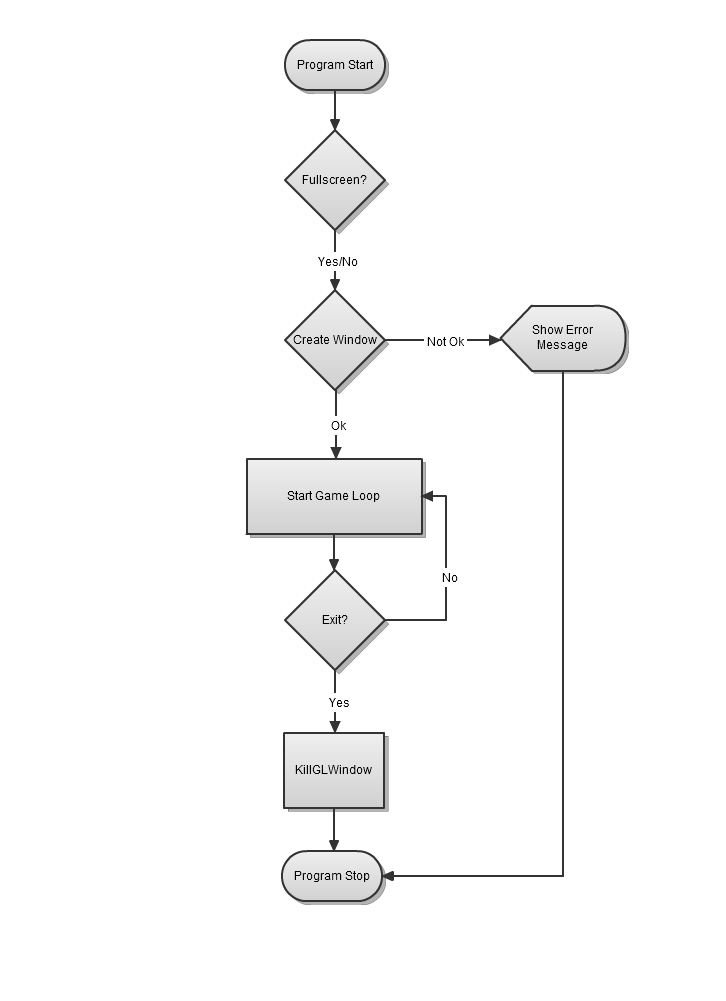 Program Start
Fullscreen?
Yes/No
Create Window
Not Ok
Show Error
Message
Ok
Start Game Loop
No
Exit?
Yes
KillGLWindow
Program Stop